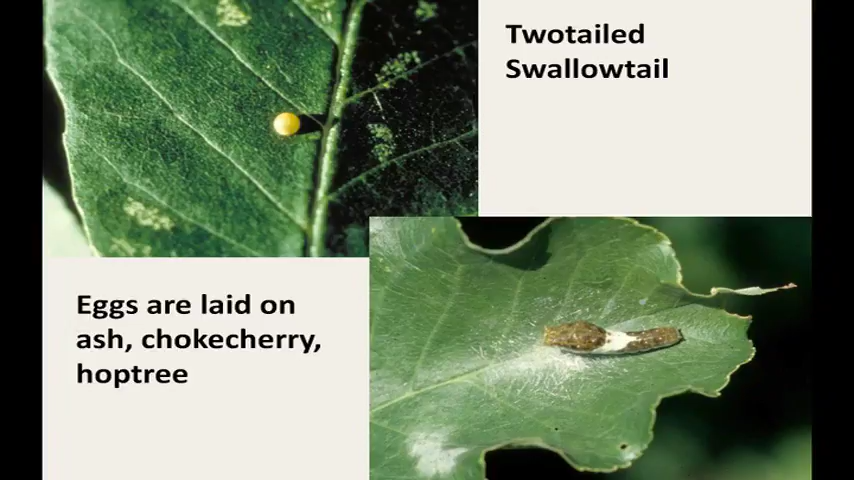 Twotailed
Swallowtail
Eggs are laid on
ash, chokecherry,
hoptree